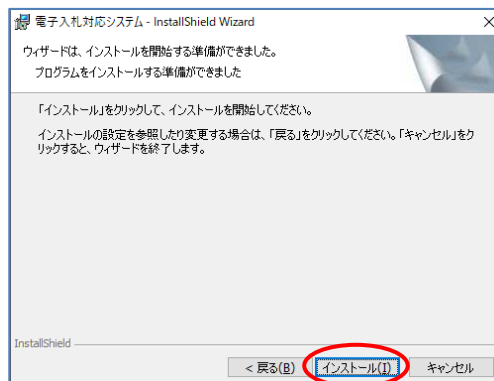 電子入札対応システム - InstallShield Wizard
ウィザードは、インストールを開始する準備ができました。
プログラムをインストールする準備ができました
「インストール」をクリックして、インストールを開始してください。
インストールの設定を参照したり変更する場合は、「戻る」をクリックしてください。「キャンセル」をク
リックすると、ウィザードを終了します。
InstallShield
< 戻る(B) インストール(I) キャンセル